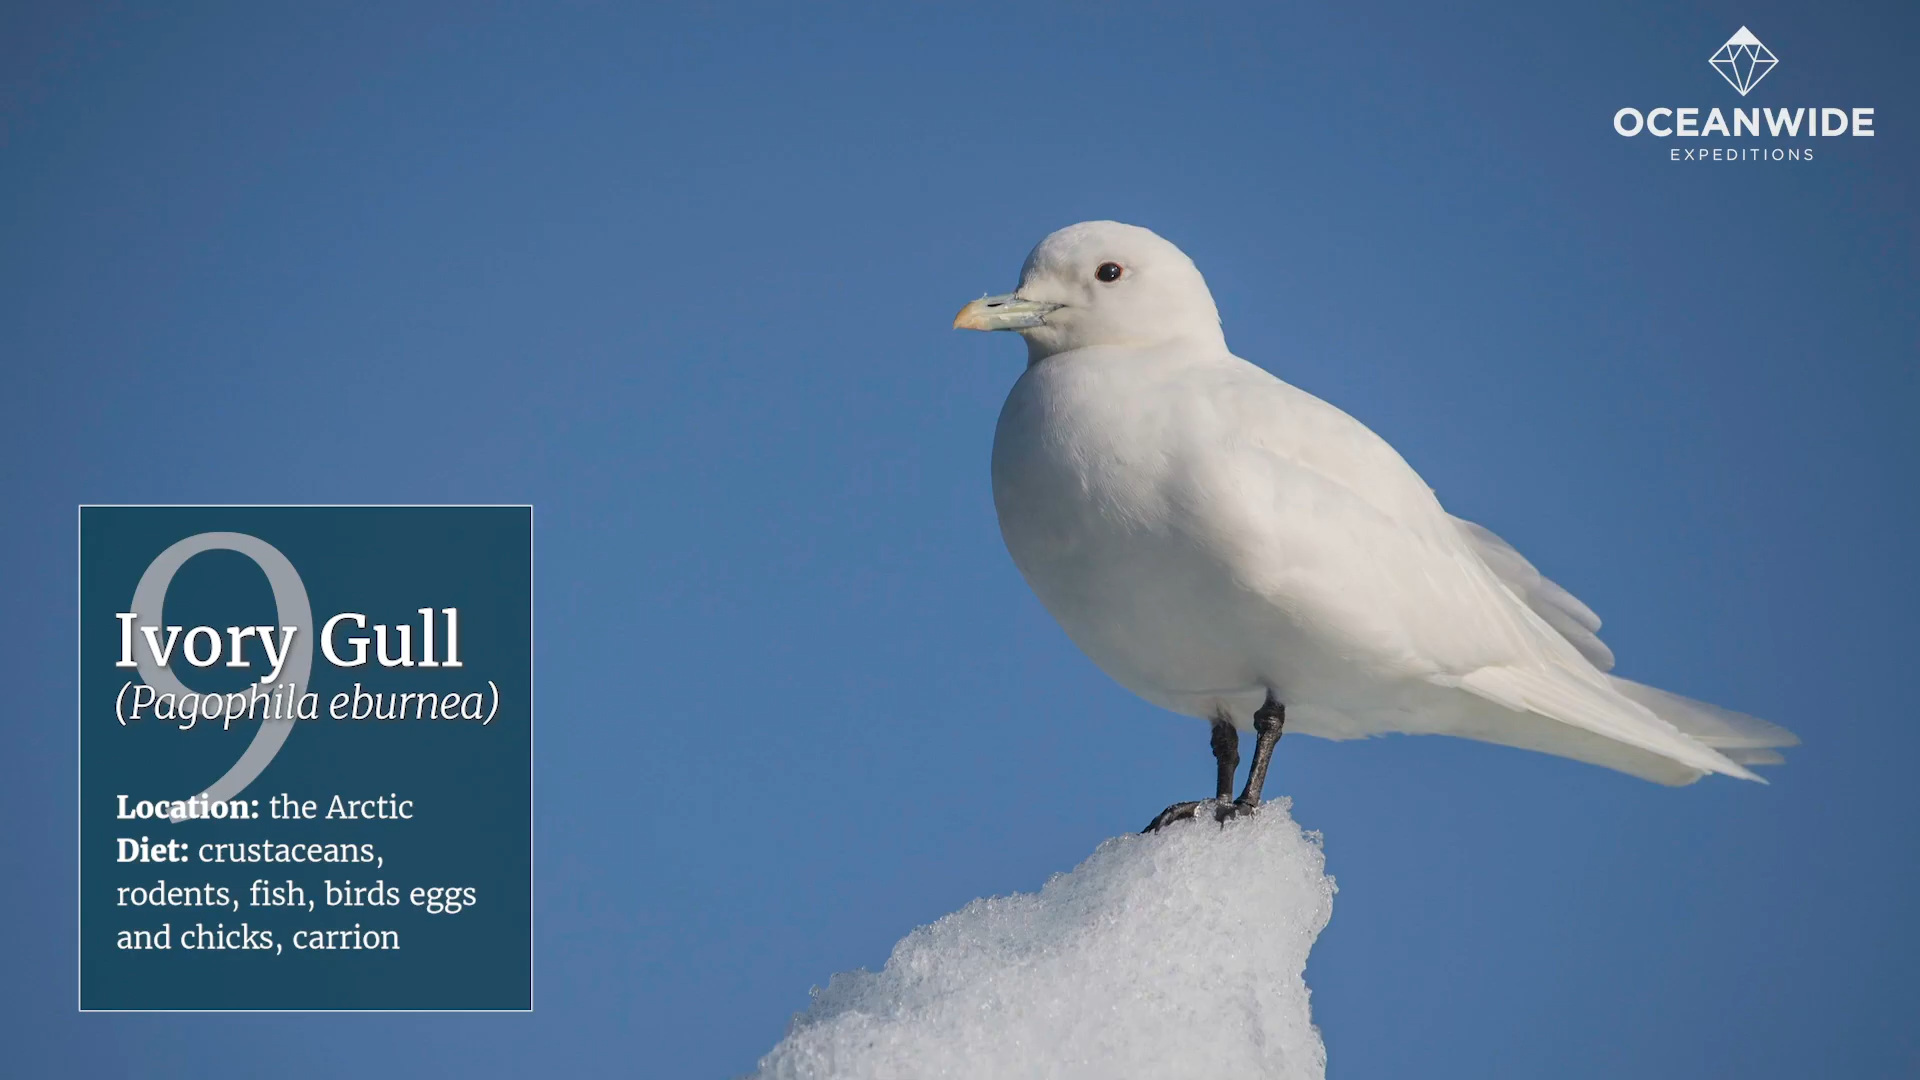 OCEANWIDE
EXPEDITIONS
9
Ivory Gull
(Pagophila eburnea)
Location: the Arctic
Diet: crustaceans,
rodents, fish, birds eggs
and chicks, carrion